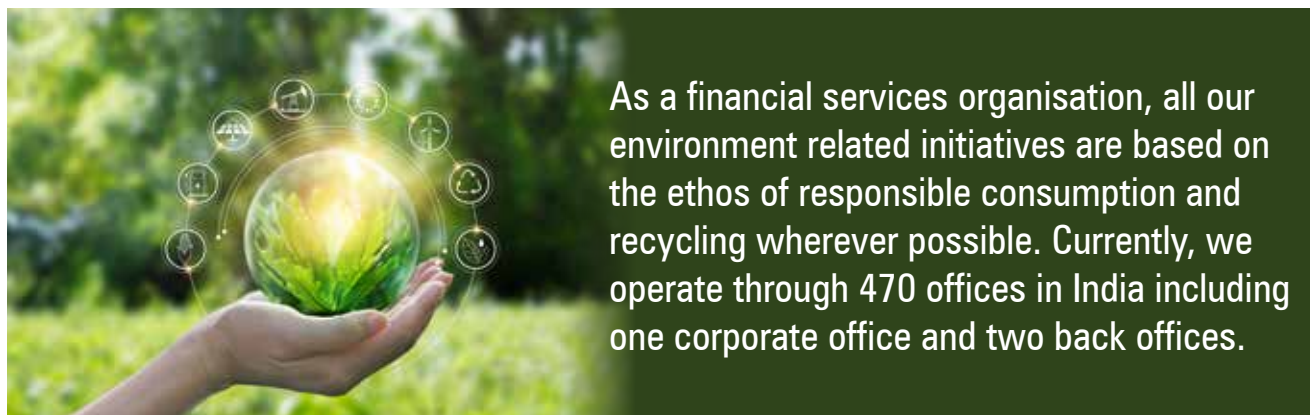 As a financial services organisation, all our
environment related initiatives are based on
the ethos of responsible consumption and
recycling wherever possible. Currently, we
operate through 470 offices in India including
one corporate office and two back offices.